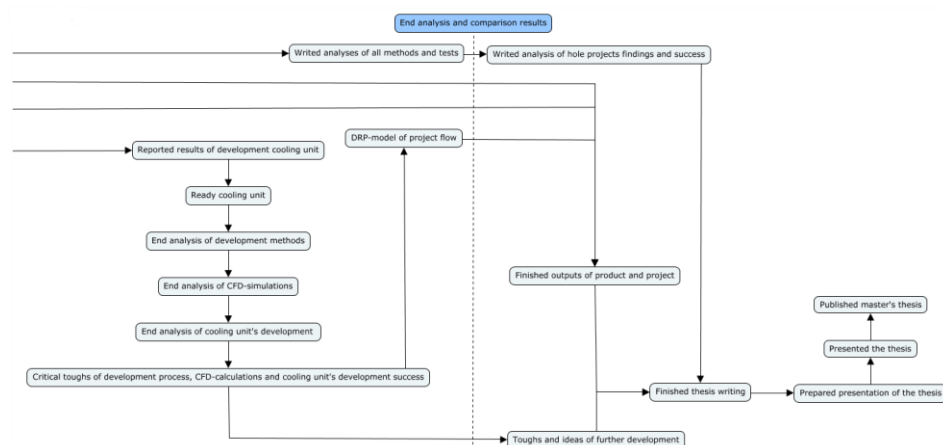 End analysis and comparison results
Writed analyses of all methods and tests
Writed analysis of hole projects findings and success
DRP-model of project flow
Reported results of development cooling unit
Ready cooling unit
End analysis of development methods
End analysis of CFD-simulations
Finished outputs of product and project
Published master's thesis
End analysis of cooling unit's development
Presented the thesis
Critical toughs of development process, CFD-calculations and cooling unit's development success
Finished thesis writing
Prepared presentation of the thesis
Toughs and ideas of further development